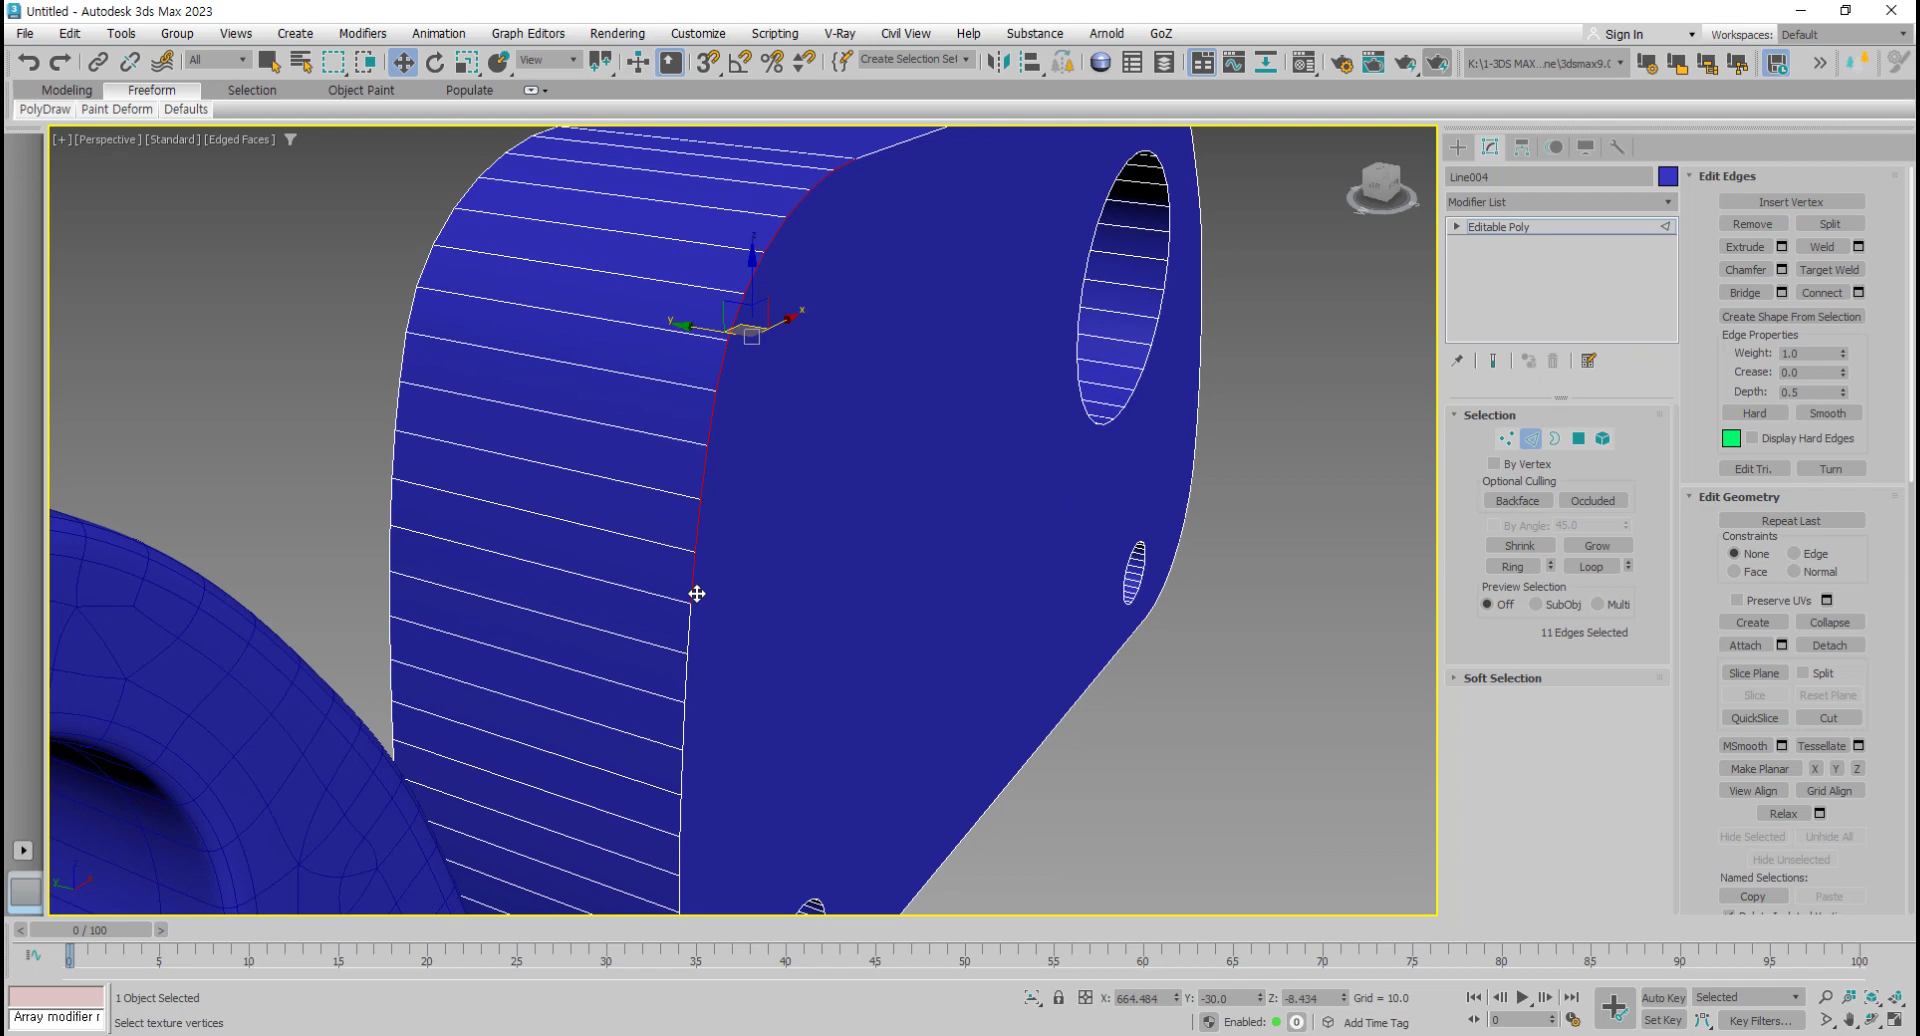 Untitled - Autodesk 3ds Max 2023
File Edit Tools Group Views Create Modifiers Animation Graph Editors Rendering Customize Scripting V-Ray Civil View Help Substance Arnold GoZ
Sign In Workspaces: Default
All View Create Selection Set K:\1-3DS MAX...ne\3dsmax9.0
Modeling Freeform Selection Object Paint Populate
PolyDraw Paint Deform Defaults
[+] [Perspective ] [Standard ] [Edged Faces ]
z
y
x
Line004
Modifier List
Editable Poly
Selection
By Vertex
Optional Culling
Backface Occluded
By Angle: 45.0
Shrink Grow
Ring Loop
Preview Selection
Off SubObj Multi
11 Edges Selected
Soft Selection
Edit Edges
Insert Vertex
Remove Split
Extrude Weld
Chamfer Target Weld
Bridge Connect
Create Shape From Selection
Edge Properties
Weight: 1.0
Crease: 0.0
Depth: 0.5
Hard Smooth
Display Hard Edges
Edit Tri. Turn
Edit Geometry
Repeat Last
Constraints
None Edge
Face Normal
Preserve UVs
Create Collapse
Attach Detach
Slice Plane Split
Slice Reset Plane
QuickSlice Cut
MSmooth Tessellate
Make Planar X Y Z
View Align Grid Align
Relax
Hide Selected Unhide All
Hide Unselected
Named Selections:
Copy Paste
0 / 100
0 5 10 15 20 25 30 35 40 45 50 55 60 65 70 75 80 85 90 95 100
1 Object Selected
X: 664.484 Y: -30.0 Z: -8.434 Grid = 10.0
Auto Key Selected
Array modifier r
Select texture vertices
Enabled: 0 Add Time Tag
0
Set Key Key Filters...